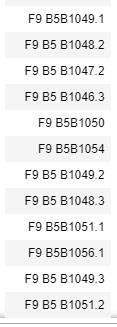 F9 B5B1049.1
F9 B5 B1048.2
F9 B5 B1047.2
F9 B5 B1046.3
F9 B5B1050
F9 B5B1054
F9 B5 B1049.2
F9 B5 B1048.3
F9 B5B1051.1
F9 B5B1056.1
F9 B5 B1049.3
F9 B5 B1051.2